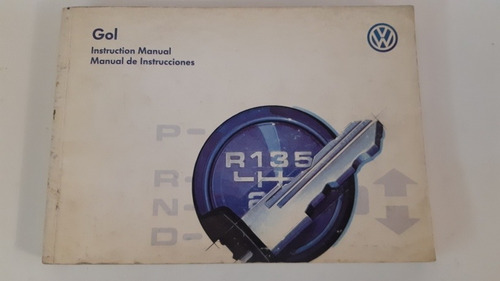 Gol
Instruction Manual
Manual de Instrucciones
P-
R135
R-
N-
D-